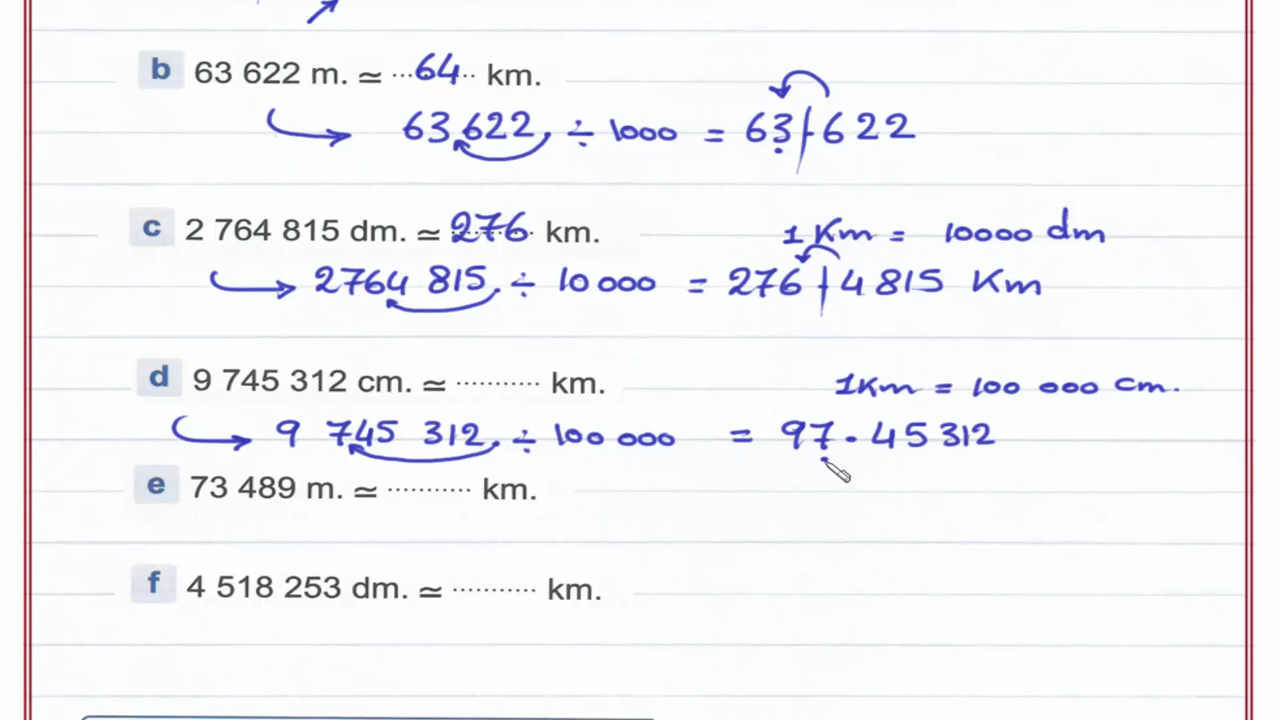 b 63 622 m. ≃ ...64... km.
63,622, ÷ 1000 = 63 622
c 2 764 815 dm. ≃ 276 km. 1 Km = 10000 dm
2764 815. ÷ 10 000 = 276 4815 Km
d 9 745 312 cm. ≃ ........... km. 1Km = 100 000 cm.
9 745 312. ÷ 100 000 = 97.45312
e 73 489 m. ≃ ........... km.
f 4 518 253 dm. ≃ ........... km.